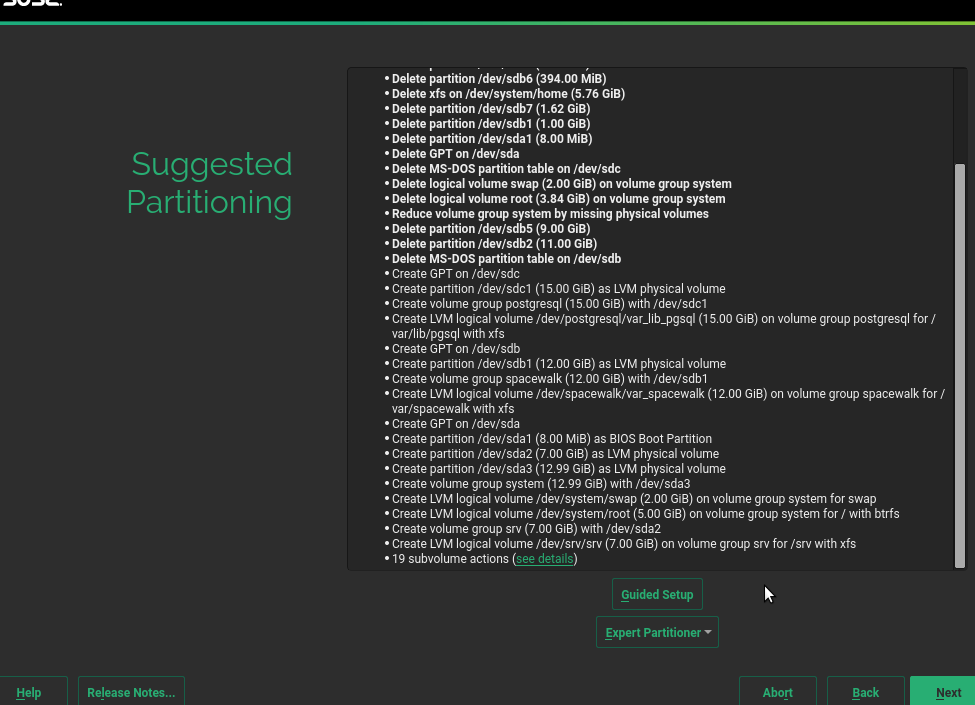 Suggested
Partitioning
• Delete partition /dev/sdb6 (394.00 MiB)
• Delete xfs on /dev/system/home (5.76 GiB)
• Delete partition /dev/sdb7 (1.62 GiB)
• Delete partition /dev/sdb1 (1.00 GiB)
• Delete partition /dev/sda1 (8.00 MiB)
• Delete GPT on /dev/sda
• Delete MS-DOS partition table on /dev/sdc
• Delete logical volume swap (2.00 GiB) on volume group system
• Delete logical volume root (3.84 GiB) on volume group system
• Reduce volume group system by missing physical volumes
• Delete partition /dev/sdb5 (9.00 GiB)
• Delete partition /dev/sdb2 (11.00 GiB)
• Delete MS-DOS partition table on /dev/sdb
• Create GPT on /dev/sdc
• Create partition /dev/sdc1 (15.00 GiB) as LVM physical volume
• Create volume group postgresql (15.00 GiB) with /dev/sdc1
• Create LVM logical volume /dev/postgresql/var_lib_pgsql (15.00 GiB) on volume group postgresql for /
var/lib/pgsql with xfs
• Create GPT on /dev/sdb
• Create partition /dev/sdb1 (12.00 GiB) as LVM physical volume
• Create volume group spacewalk (12.00 GiB) with /dev/sdb1
• Create LVM logical volume /dev/spacewalk/var_spacewalk (12.00 GiB) on volume group spacewalk for /
var/spacewalk with xfs
• Create GPT on /dev/sda
• Create partition /dev/sda1 (8.00 MiB) as BIOS Boot Partition
• Create partition /dev/sda2 (7.00 GiB) as LVM physical volume
• Create partition /dev/sda3 (12.99 GiB) as LVM physical volume
• Create volume group system (12.99 GiB) with /dev/sda3
• Create LVM logical volume /dev/system/swap (2.00 GiB) on volume group system for swap
• Create LVM logical volume /dev/system/root (5.00 GiB) on volume group system for / with btrfs
• Create volume group srv (7.00 GiB) with /dev/sda2
• Create LVM logical volume /dev/srv/srv (7.00 GiB) on volume group srv for /srv with xfs
• 19 subvolume actions (see details)
Guided Setup
Expert Partitioner
Help
Release Notes...
Abort
Back
Next